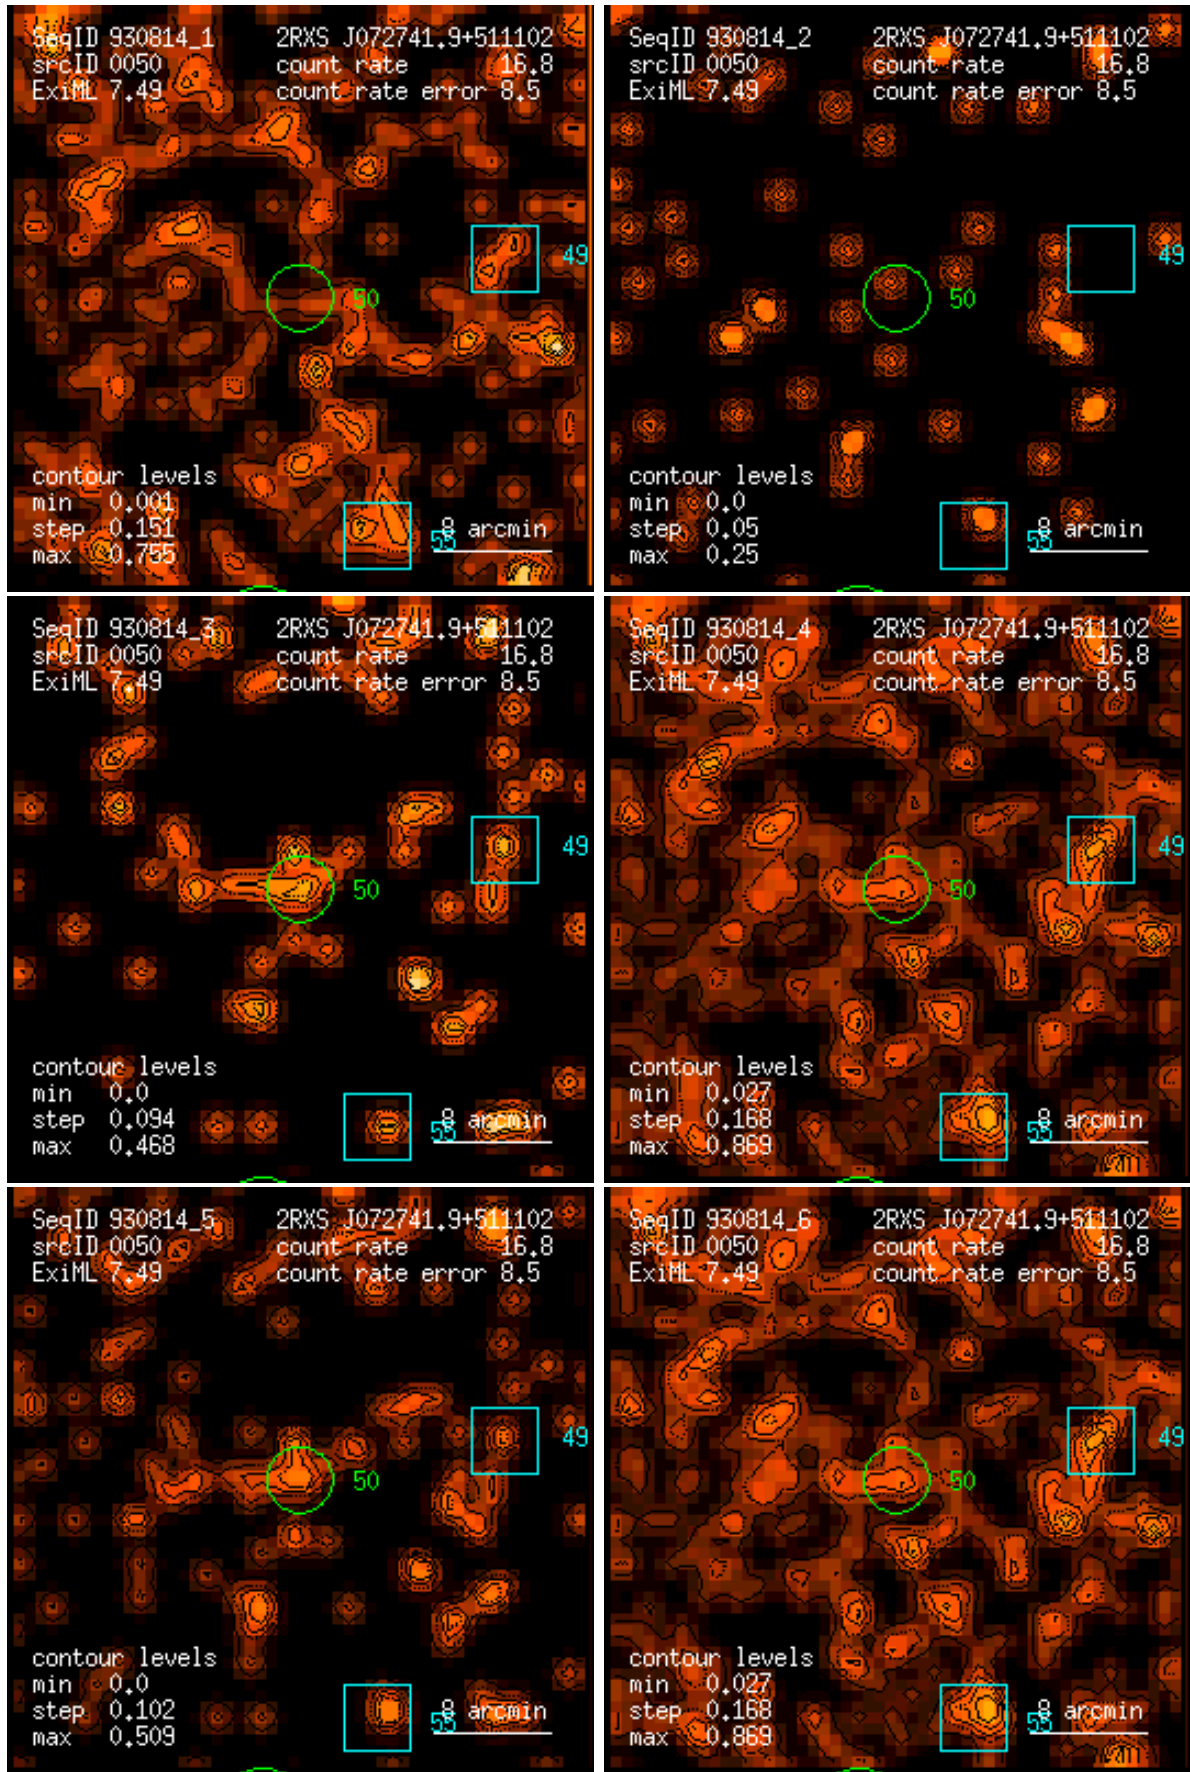 SeqID 930814_1 2RXS J072741.9+511102
srcID 0050 count rate 16.8
ExiML 7.49 count rate error 8.5
49
50
contour levels
min 0.001
step 0.151 8 arcmin
max 0.755 55
SeqID 930814_2 2RXS J072741.9+511102
srcID 0050 count rate 16.8
ExiML 7.49 count rate error 8.5
49
50
contour levels
min 0.0
step 0.05 8 arcmin
max 0.25 55
SeqID 930814_3 2RXS J072741.9+511102
srcID 0050 count rate 16.8
ExiML 7.49 count rate error 8.5
49
50
contour levels
min 0.0
step 0.094 8 arcmin
max 0.468 55
SeqID 930814_4 2RXS J072741.9+511102
srcID 0050 count rate 16.8
ExiML 7.49 count rate error 8.5
49
50
contour levels
min 0.027
step 0.168 8 arcmin
max 0.869 55
SeqID 930814_5 2RXS J072741.9+511102
srcID 0050 count rate 16.8
ExiML 7.49 count rate error 8.5
49
50
contour levels
min 0.0
step 0.102 8 arcmin
max 0.509 55
SeqID 930814_6 2RXS J072741.9+511102
srcID 0050 count rate 16.8
ExiML 7.49 count rate error 8.5
49
50
contour levels
min 0.027
step 0.168 8 arcmin
max 0.869 55